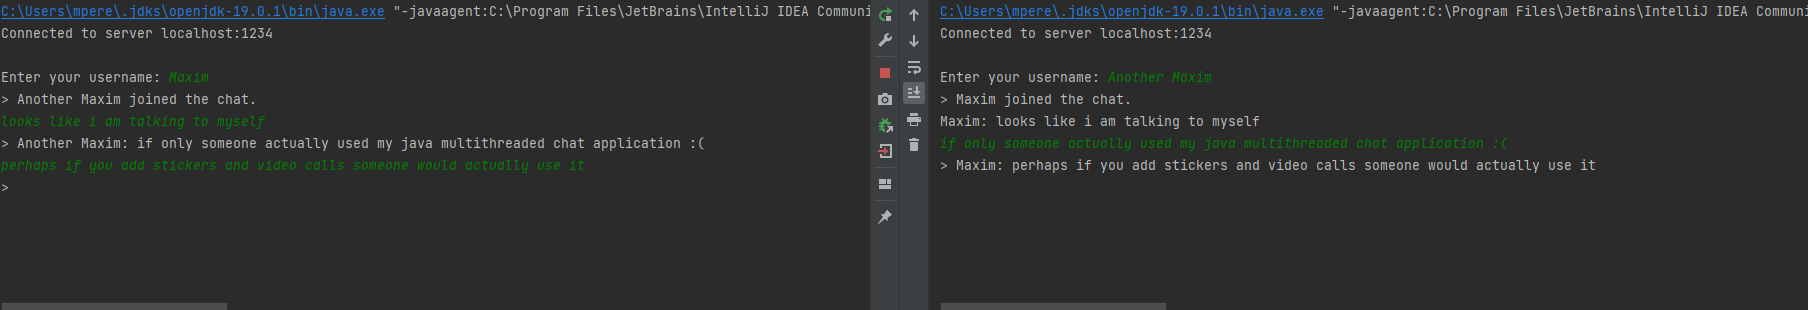 C:\Users\mpere\.jdks\openjdk-19.0.1\bin\java.exe "-javaagent:C:\Program Files\JetBrains\IntelliJ IDEA Communi
Connected to server localhost:1234
Enter your username: Maxim
> Another Maxim joined the chat.
looks like i am talking to myself
> Another Maxim: if only someone actually used my java multithreaded chat application :(
perhaps if you add stickers and video calls someone would actually use it
>
C:\Users\mpere\.jdks\openjdk-19.0.1\bin\java.exe "-javaagent:C:\Program Files\JetBrains\IntelliJ IDEA Communi
Connected to server localhost:1234
Enter your username: Another Maxim
> Maxim joined the chat.
Maxim: looks like i am talking to myself
if only someone actually used my java multithreaded chat application :(
> Maxim: perhaps if you add stickers and video calls someone would actually use it